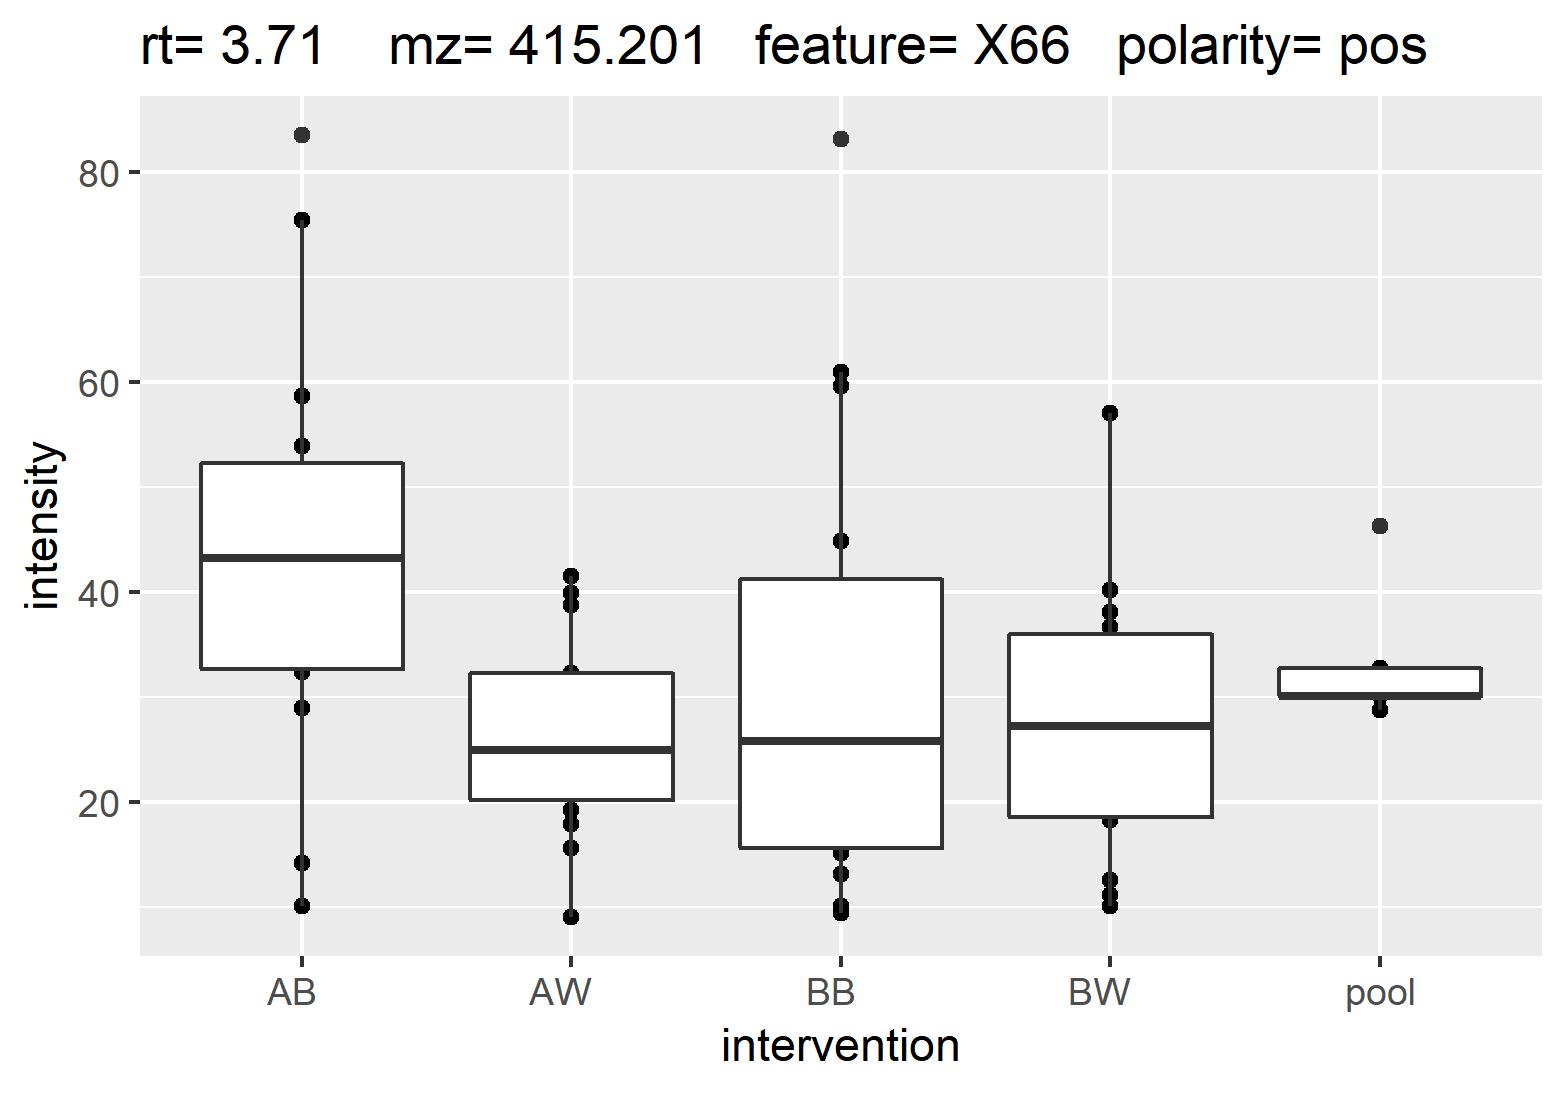 rt= 3.71 mz= 415.201 feature= X66 polarity= pos
80
60
40
20
intensity
AB AW BB BW pool
intervention